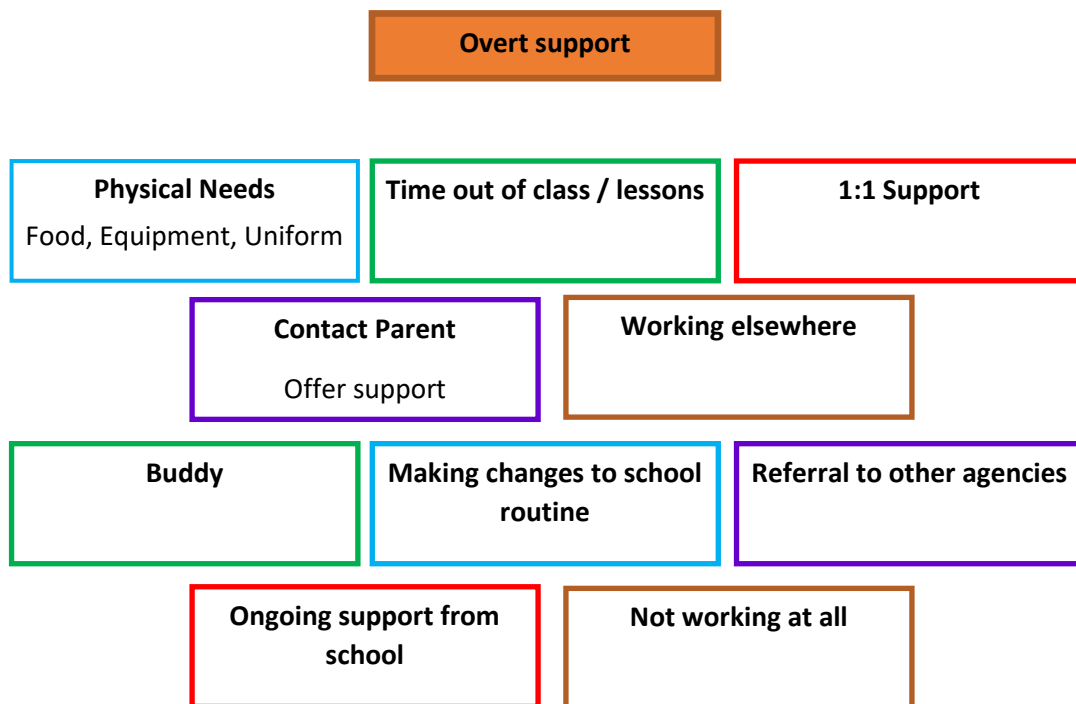 Overt support
Physical Needs
Food, Equipment, Uniform
Time out of class / lessons
1:1 Support
Contact Parent
Offer support
Working elsewhere
Buddy
Making changes to school
routine
Referral to other agencies
Ongoing support from
school
Not working at all